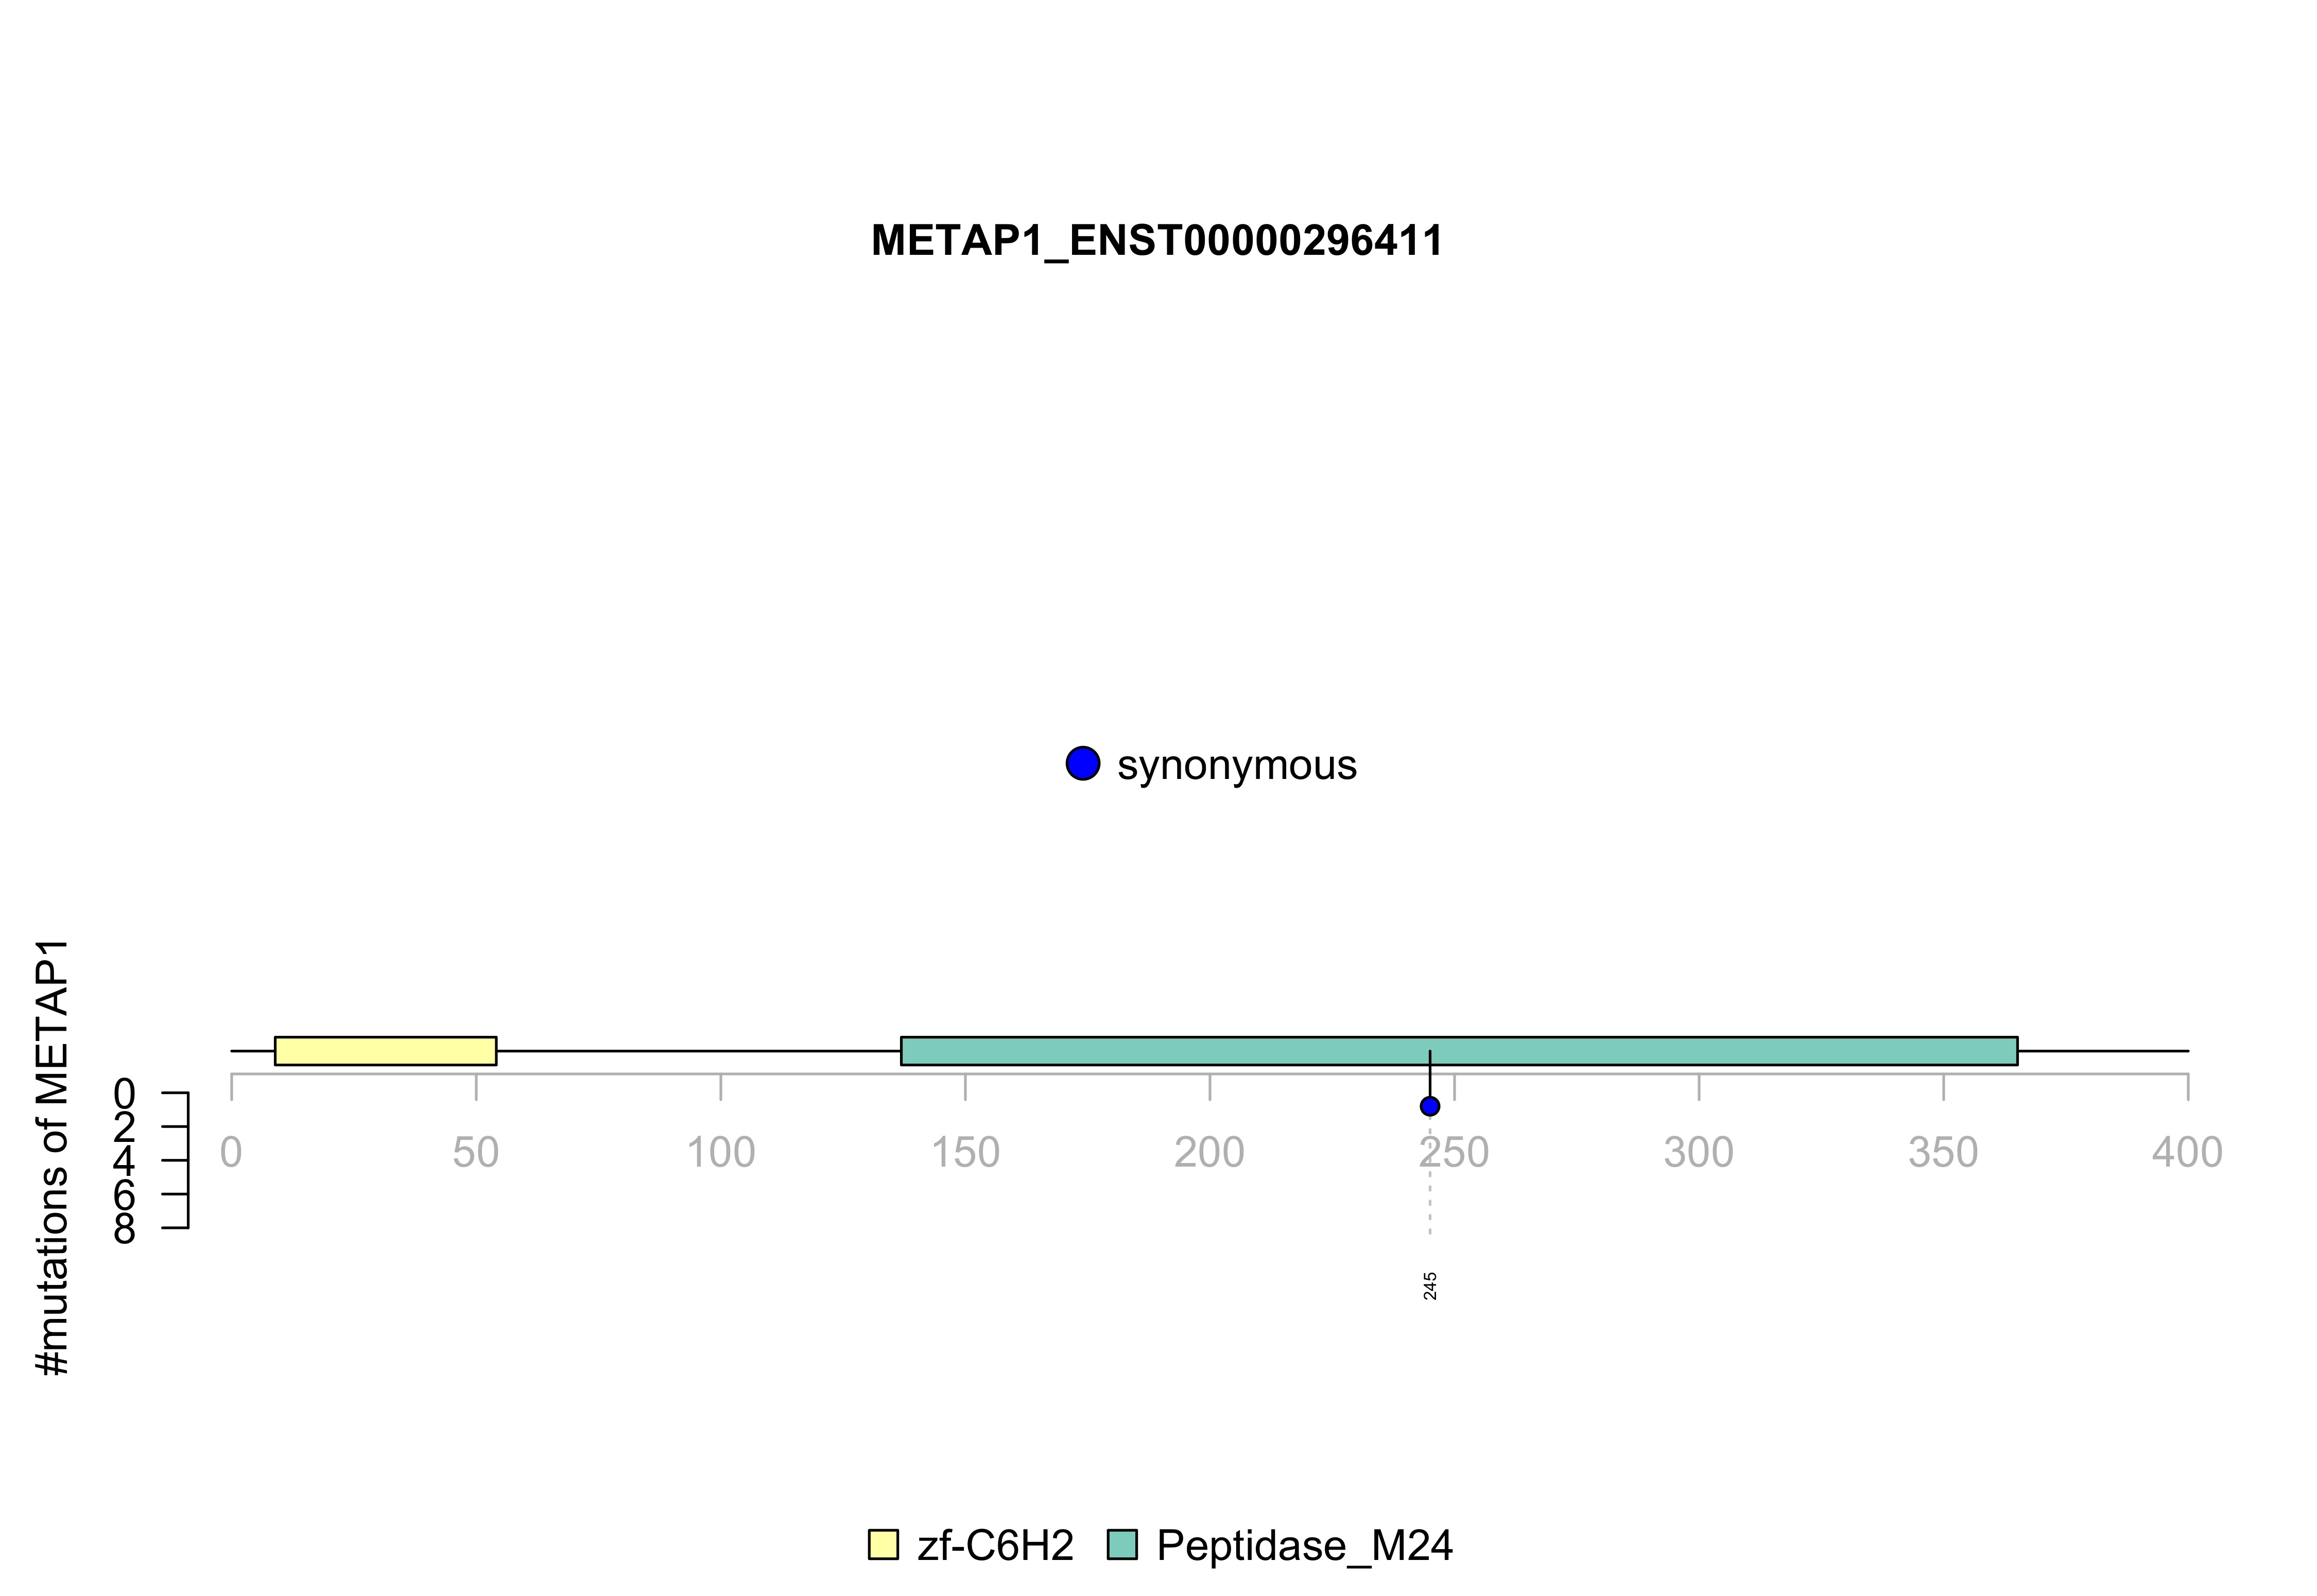 METAP1_ENST00000296411
synonymous
#mutations of METAP1
0
2
4
6
8
0 50 100 150 200 250 300 350 400
245
zf-C6H2 Peptidase_M24